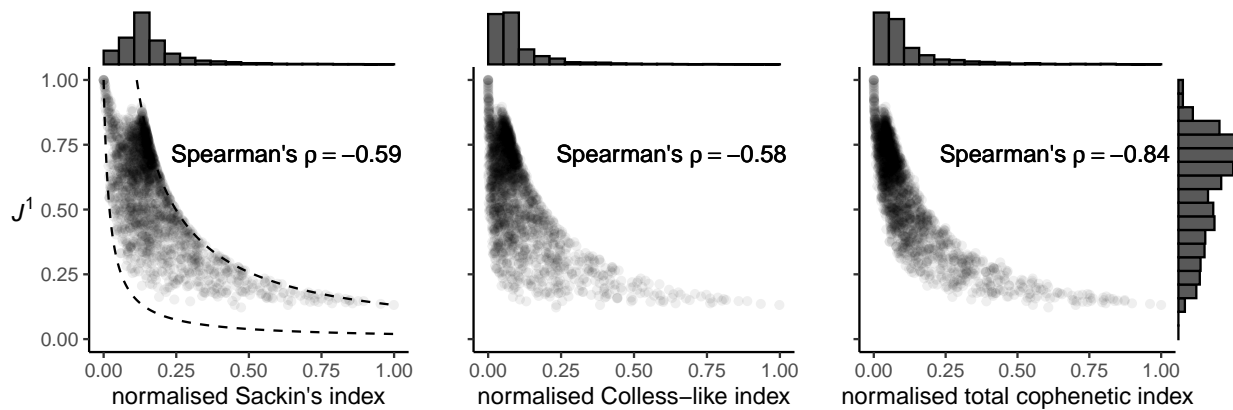 1.00
0.75
0.50
0.25
0.00
J¹
Spearman's ρ = −0.59
0.00 0.25 0.50 0.75 1.00
normalised Sackin's index
Spearman's ρ = −0.58
0.00 0.25 0.50 0.75 1.00
normalised Colless−like index
Spearman's ρ = −0.84
0.00 0.25 0.50 0.75 1.00
normalised total cophenetic index